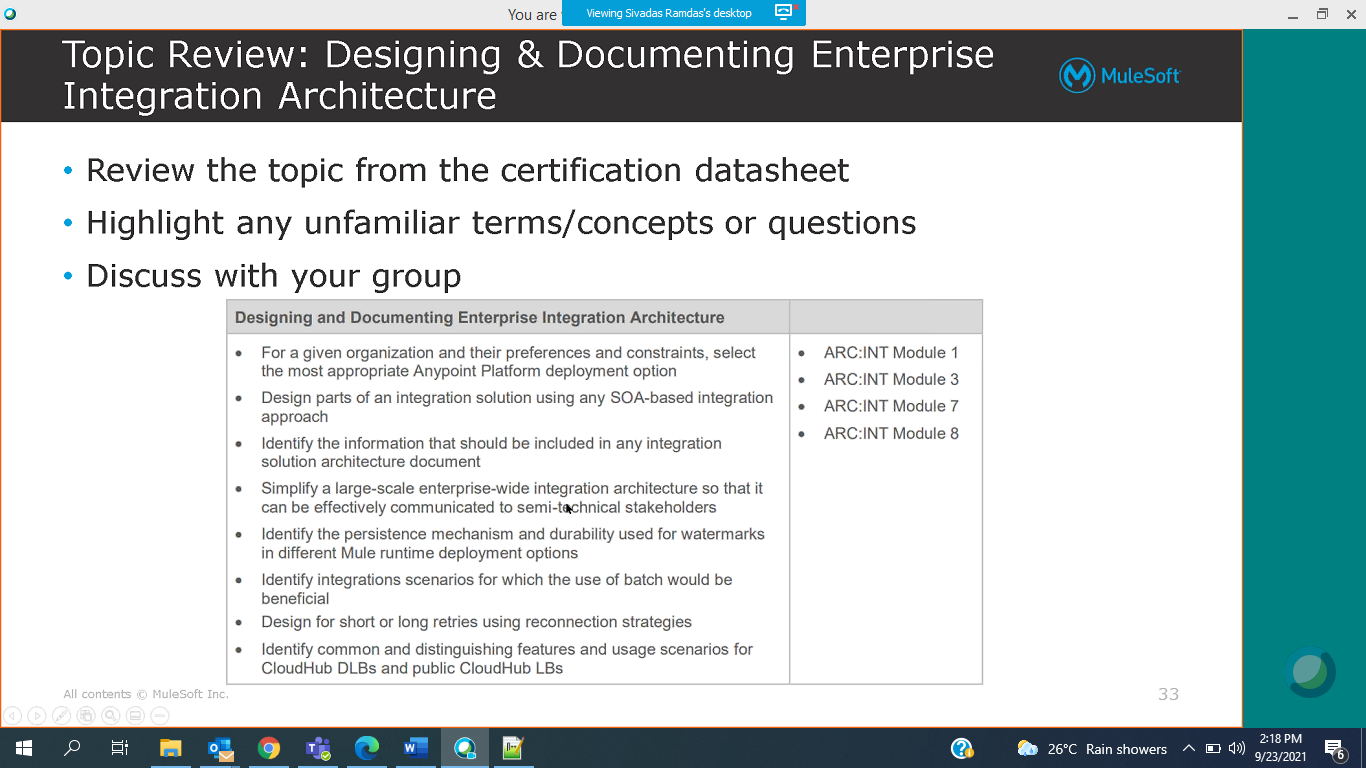 You are
Viewing Sivadas Ramdas's desktop
Topic Review: Designing & Documenting Enterprise
Integration Architecture
MuleSoft
• Review the topic from the certification datasheet
• Highlight any unfamiliar terms/concepts or questions
• Discuss with your group
Designing and Documenting Enterprise Integration Architecture
• For a given organization and their preferences and constraints, select
the most appropriate Anypoint Platform deployment option
• Design parts of an integration solution using any SOA-based integration
approach
• Identify the information that should be included in any integration
solution architecture document
• Simplify a large-scale enterprise-wide integration architecture so that it
can be effectively communicated to semi-technical stakeholders
• Identify the persistence mechanism and durability used for watermarks
in different Mule runtime deployment options
• Identify integrations scenarios for which the use of batch would be
beneficial
• Design for short or long retries using reconnection strategies
• Identify common and distinguishing features and usage scenarios for
CloudHub DLBs and public CloudHub LBs
• ARC:INT Module 1
• ARC:INT Module 3
• ARC:INT Module 7
• ARC:INT Module 8
All contents © MuleSoft Inc.
33
26°C Rain showers
2:18 PM
9/23/2021
6